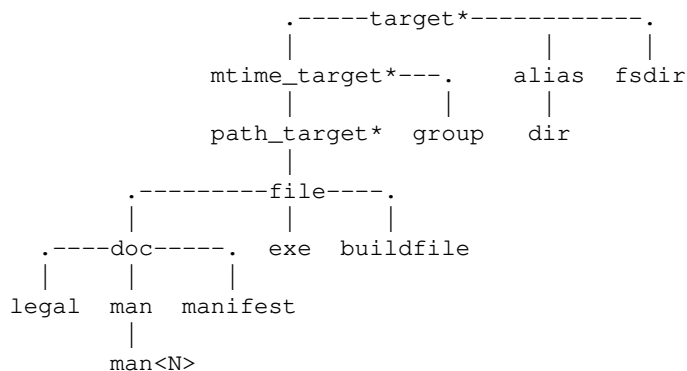 .-----target*------------.
|                |      |
mtime_target*---.    alias  fsdir
|             |      |
path_target*  group   dir
|
.---------file----.
|          |      |
.----doc-----.  exe  buildfile
|     |      |
legal  man  manifest
|
man<N>